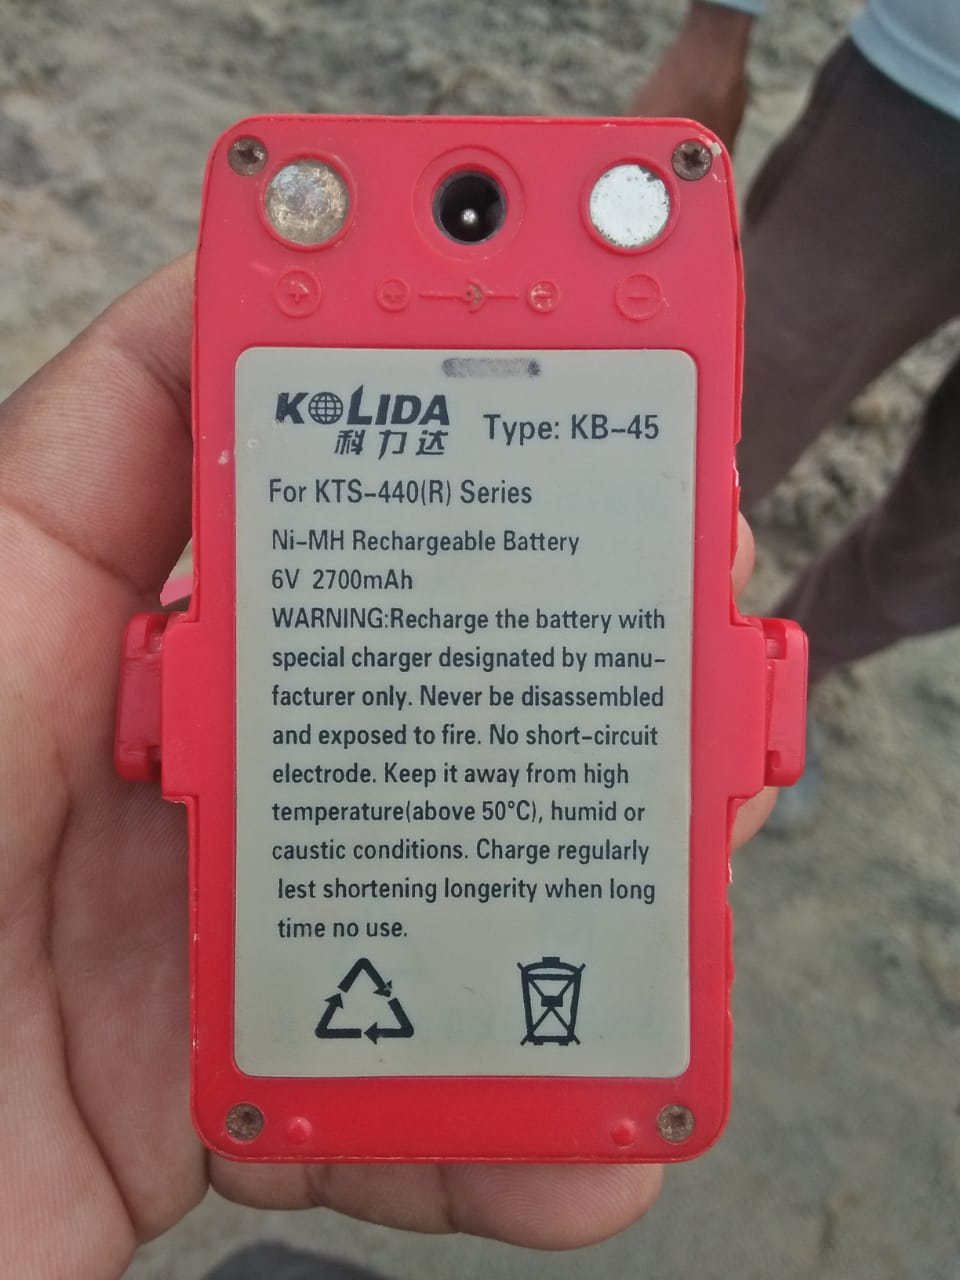 KOLIDA
科力达
Type: KB-45
For KTS-440(R) Series
Ni-MH Rechargeable Battery
6V 2700mAh
WARNING:Recharge the battery with
special charger designated by manu-
facturer only. Never be disassembled
and exposed to fire. No short-circuit
electrode. Keep it away from high
temperature(above 50°C), humid or
caustic conditions. Charge regularly
lest shortening longerity when long
time no use.